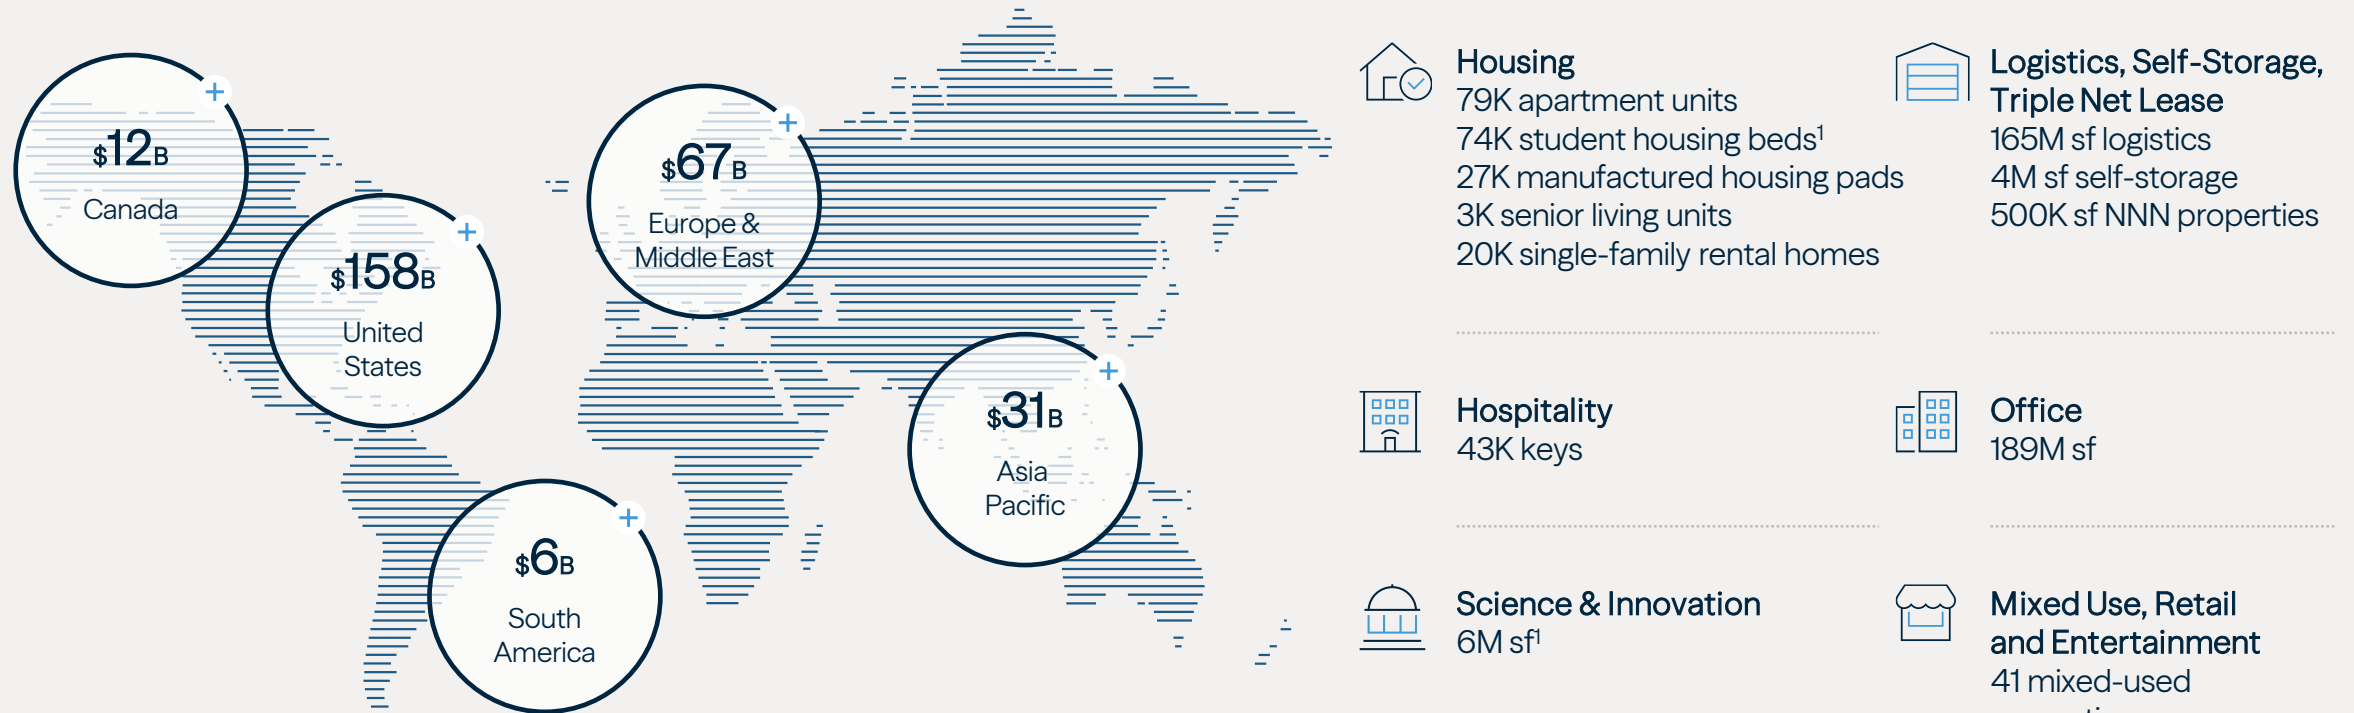 $12B
Canada
$158B
United
States
$67B
Europe &
Middle East
$31B
Asia
Pacific
$6B
South
America
Housing
79K apartment units
74K student housing beds¹
27K manufactured housing pads
3K senior living units
20K single-family rental homes
Logistics, Self-Storage,
Triple Net Lease
165M sf logistics
4M sf self-storage
500K sf NNN properties
Hospitality
43K keys
Office
189M sf
Science & Innovation
6M sf¹
Mixed Use, Retail
and Entertainment
41 mixed-used